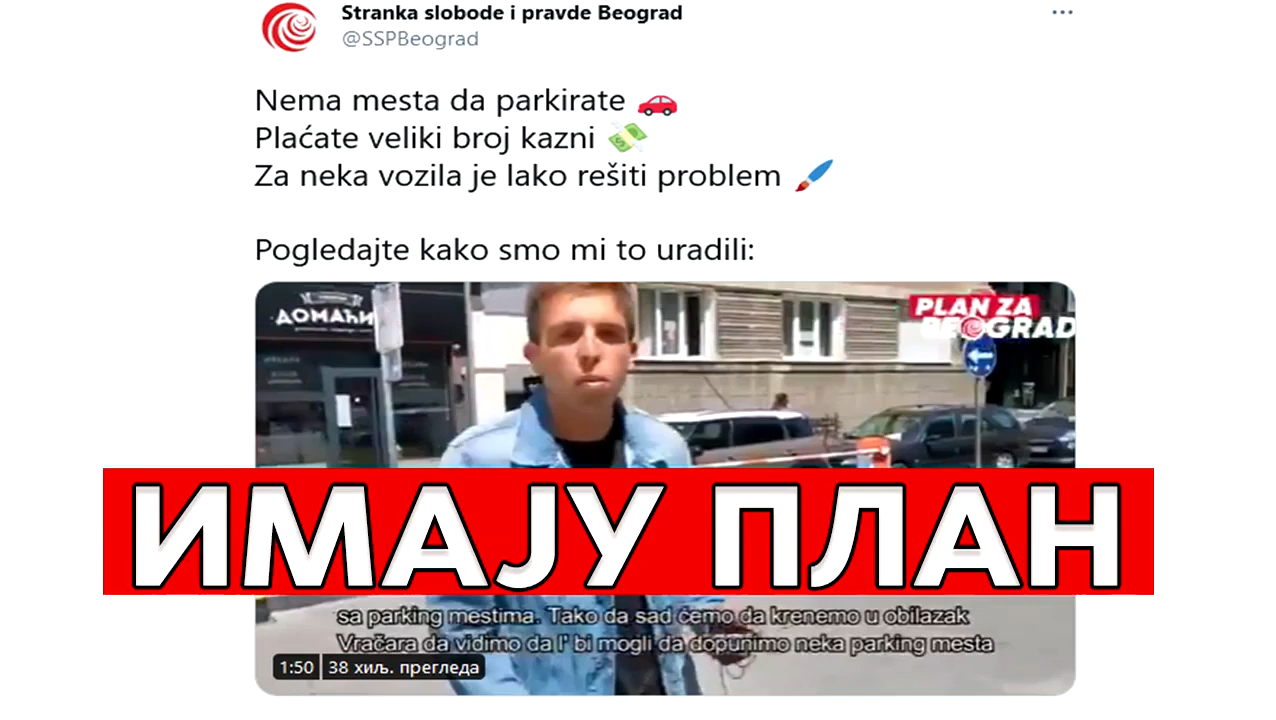 Stranka slobode i pravde Beograd
@SSPBeograd
Nema mesta da parkirate
Plaćate veliki broj kazni
Za neka vozila je lako rešiti problem
Pogledajte kako smo mi to uradili:
ДОМАЋИ
PLAN ZA
BEOGRAD
ИМАЈУ ПЛАН
sa parking mestima. Tako da sad ćemo da krenemo u obilazak
Vračara da vidimo da l' bi mogli da dopunimo neka parking mesta
1:50 38 хиљ. прегледа